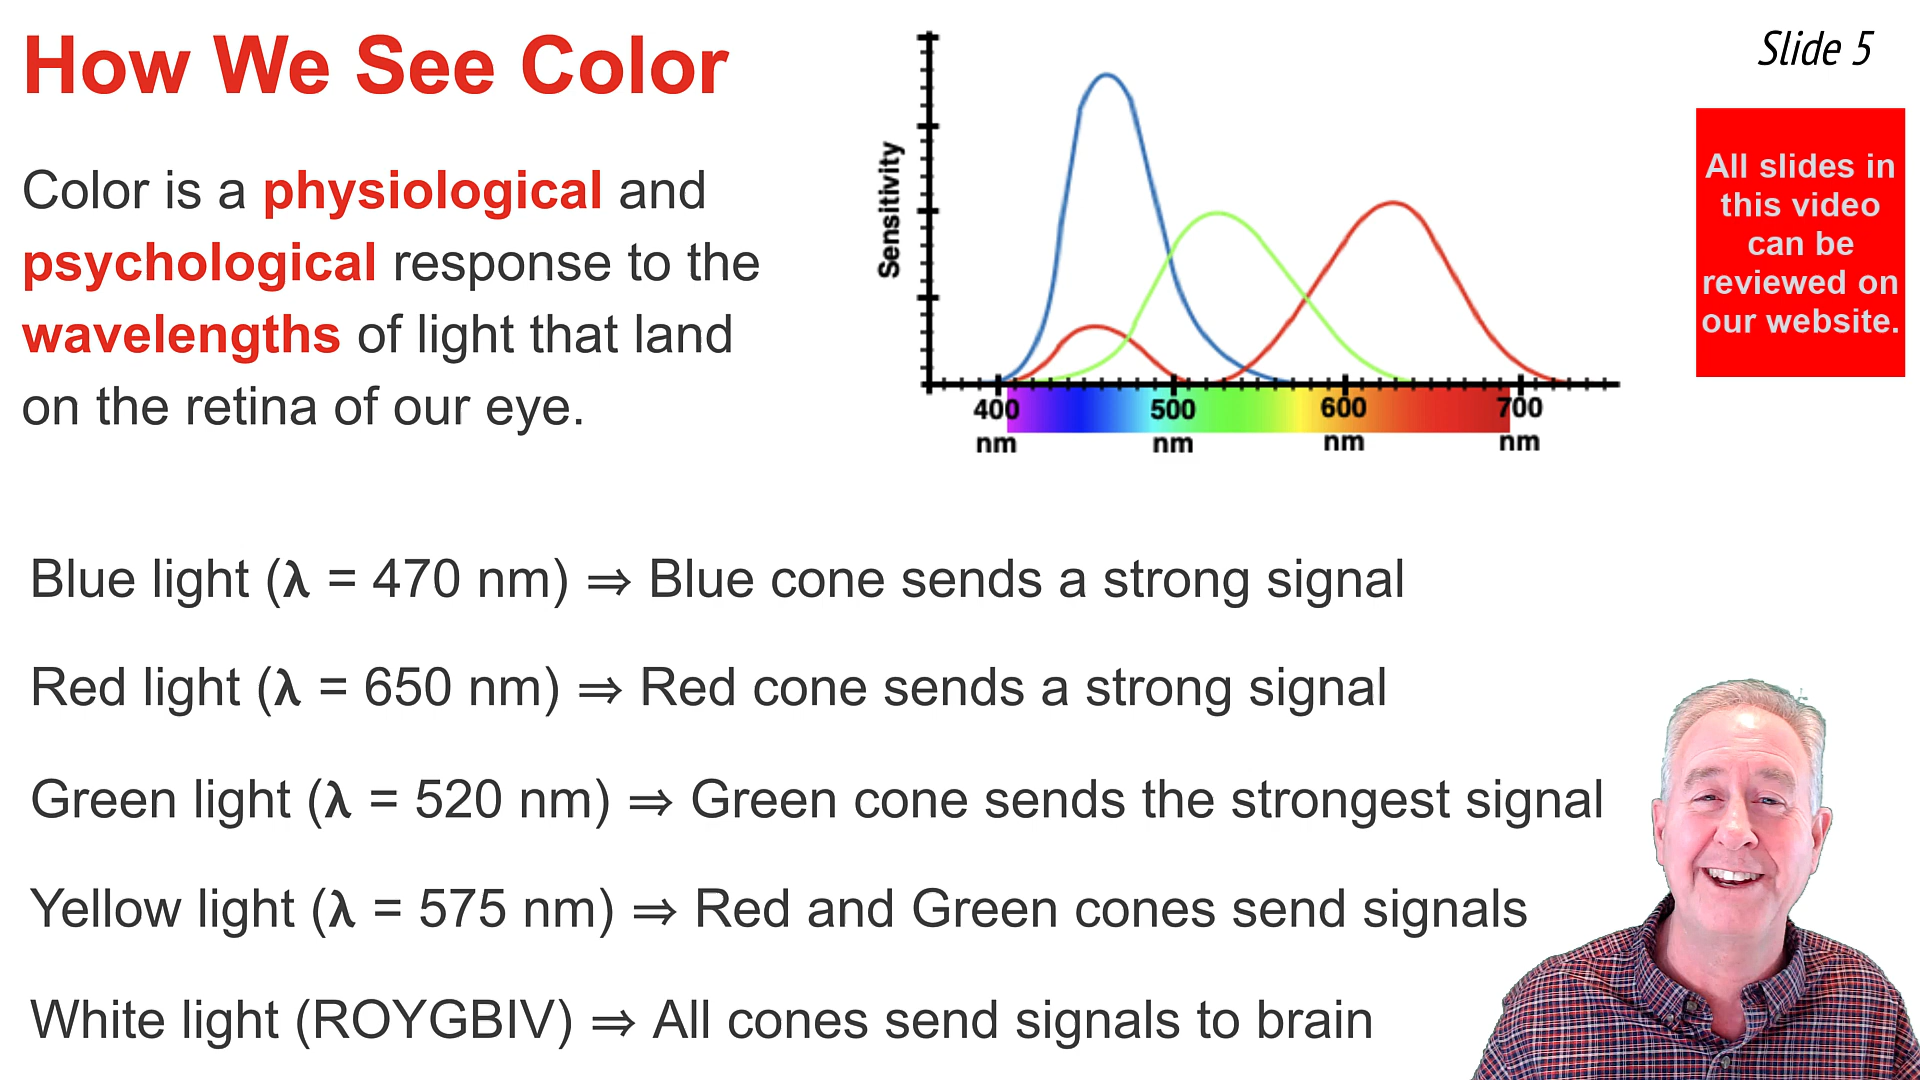 How We See Color
Color is a physiological and
psychological response to the
wavelengths of light that land
on the retina of our eye.
Sensitivity
400 500 600 700
nm nm nm nm
Slide 5
All slides in
this video
can be
reviewed on
our website.
Blue light (λ = 470 nm) ⇒ Blue cone sends a strong signal
Red light (λ = 650 nm) ⇒ Red cone sends a strong signal
Green light (λ = 520 nm) ⇒ Green cone sends the strongest signal
Yellow light (λ = 575 nm) ⇒ Red and Green cones send signals
White light (ROYGBIV) ⇒ All cones send signals to brain